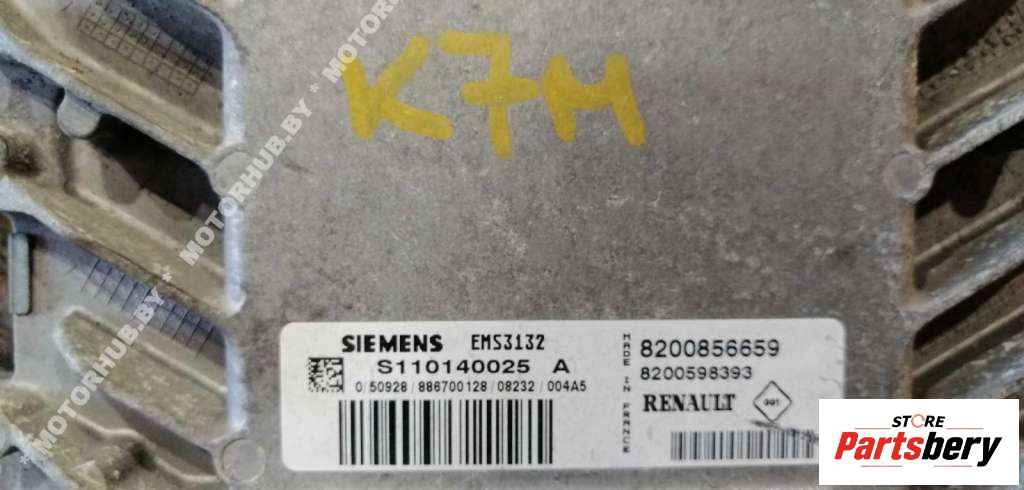 K7M
MOTORHUB.BY * MOTORHUB.BY * MOTORHUB.BY *
SIEMENS EMS3132
S110140025 A
0/50928/886700128/08232/004A5
MADE IN FRANCE
8200856659
8200598393
RENAULT
991
STORE
Partsbery